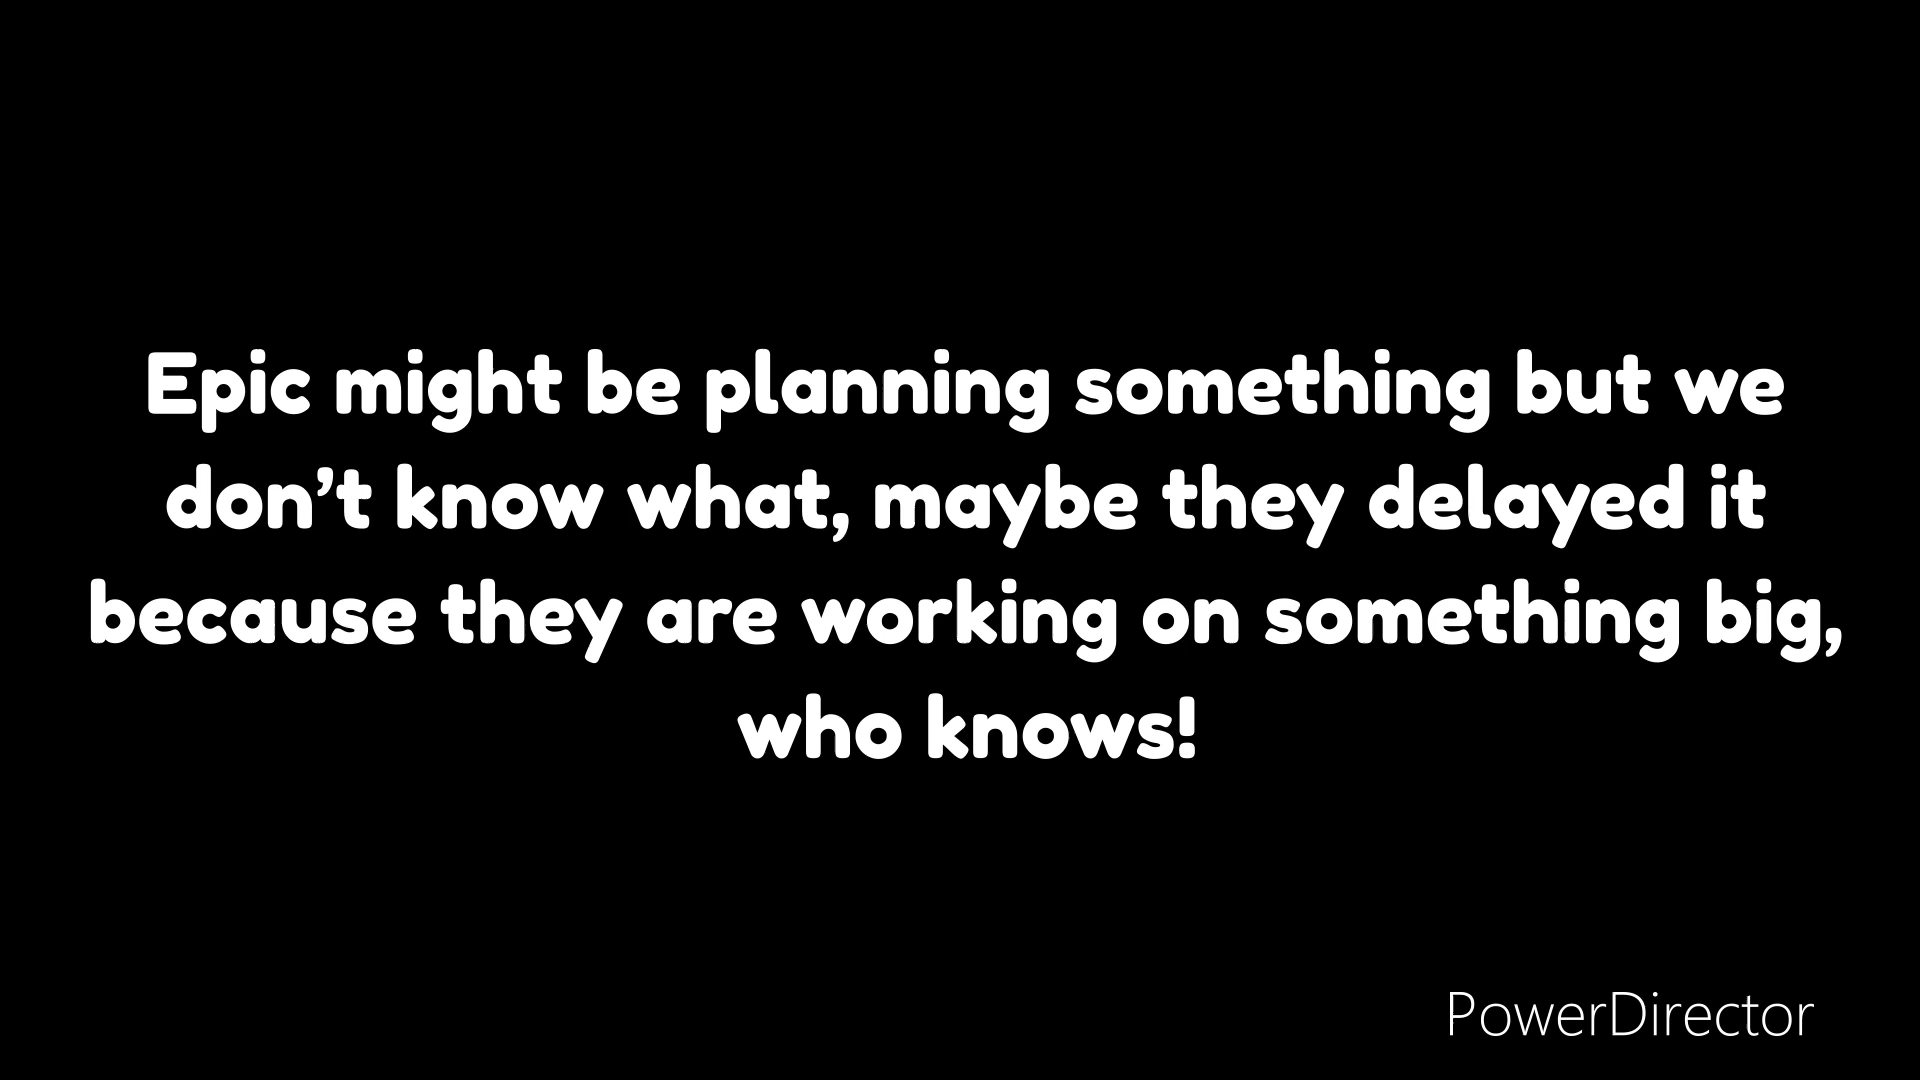 Epic might be planning something but we
don’t know what, maybe they delayed it
because they are working on something big,
who knows!
PowerDirector